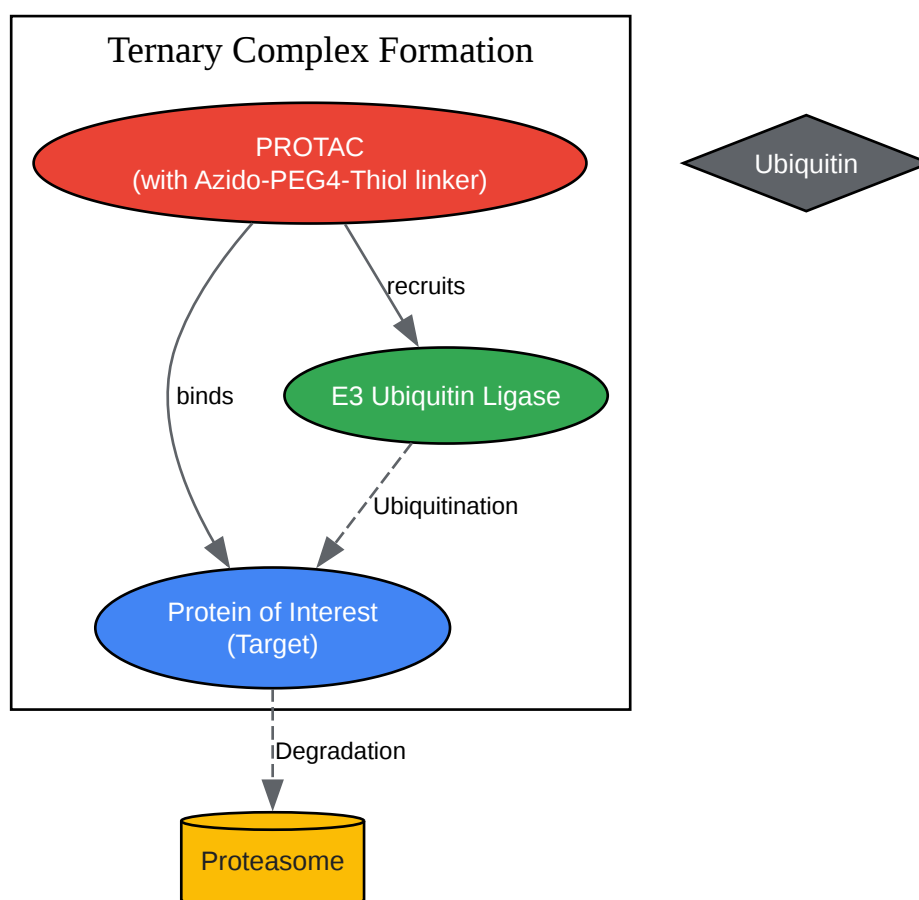 Ternary Complex Formation
PROTAC
(with Azido-PEG4-Thiol linker)
Ubiquitin
recruits
binds
E3 Ubiquitin Ligase
Ubiquitination
Protein of Interest
(Target)
Degradation
Proteasome